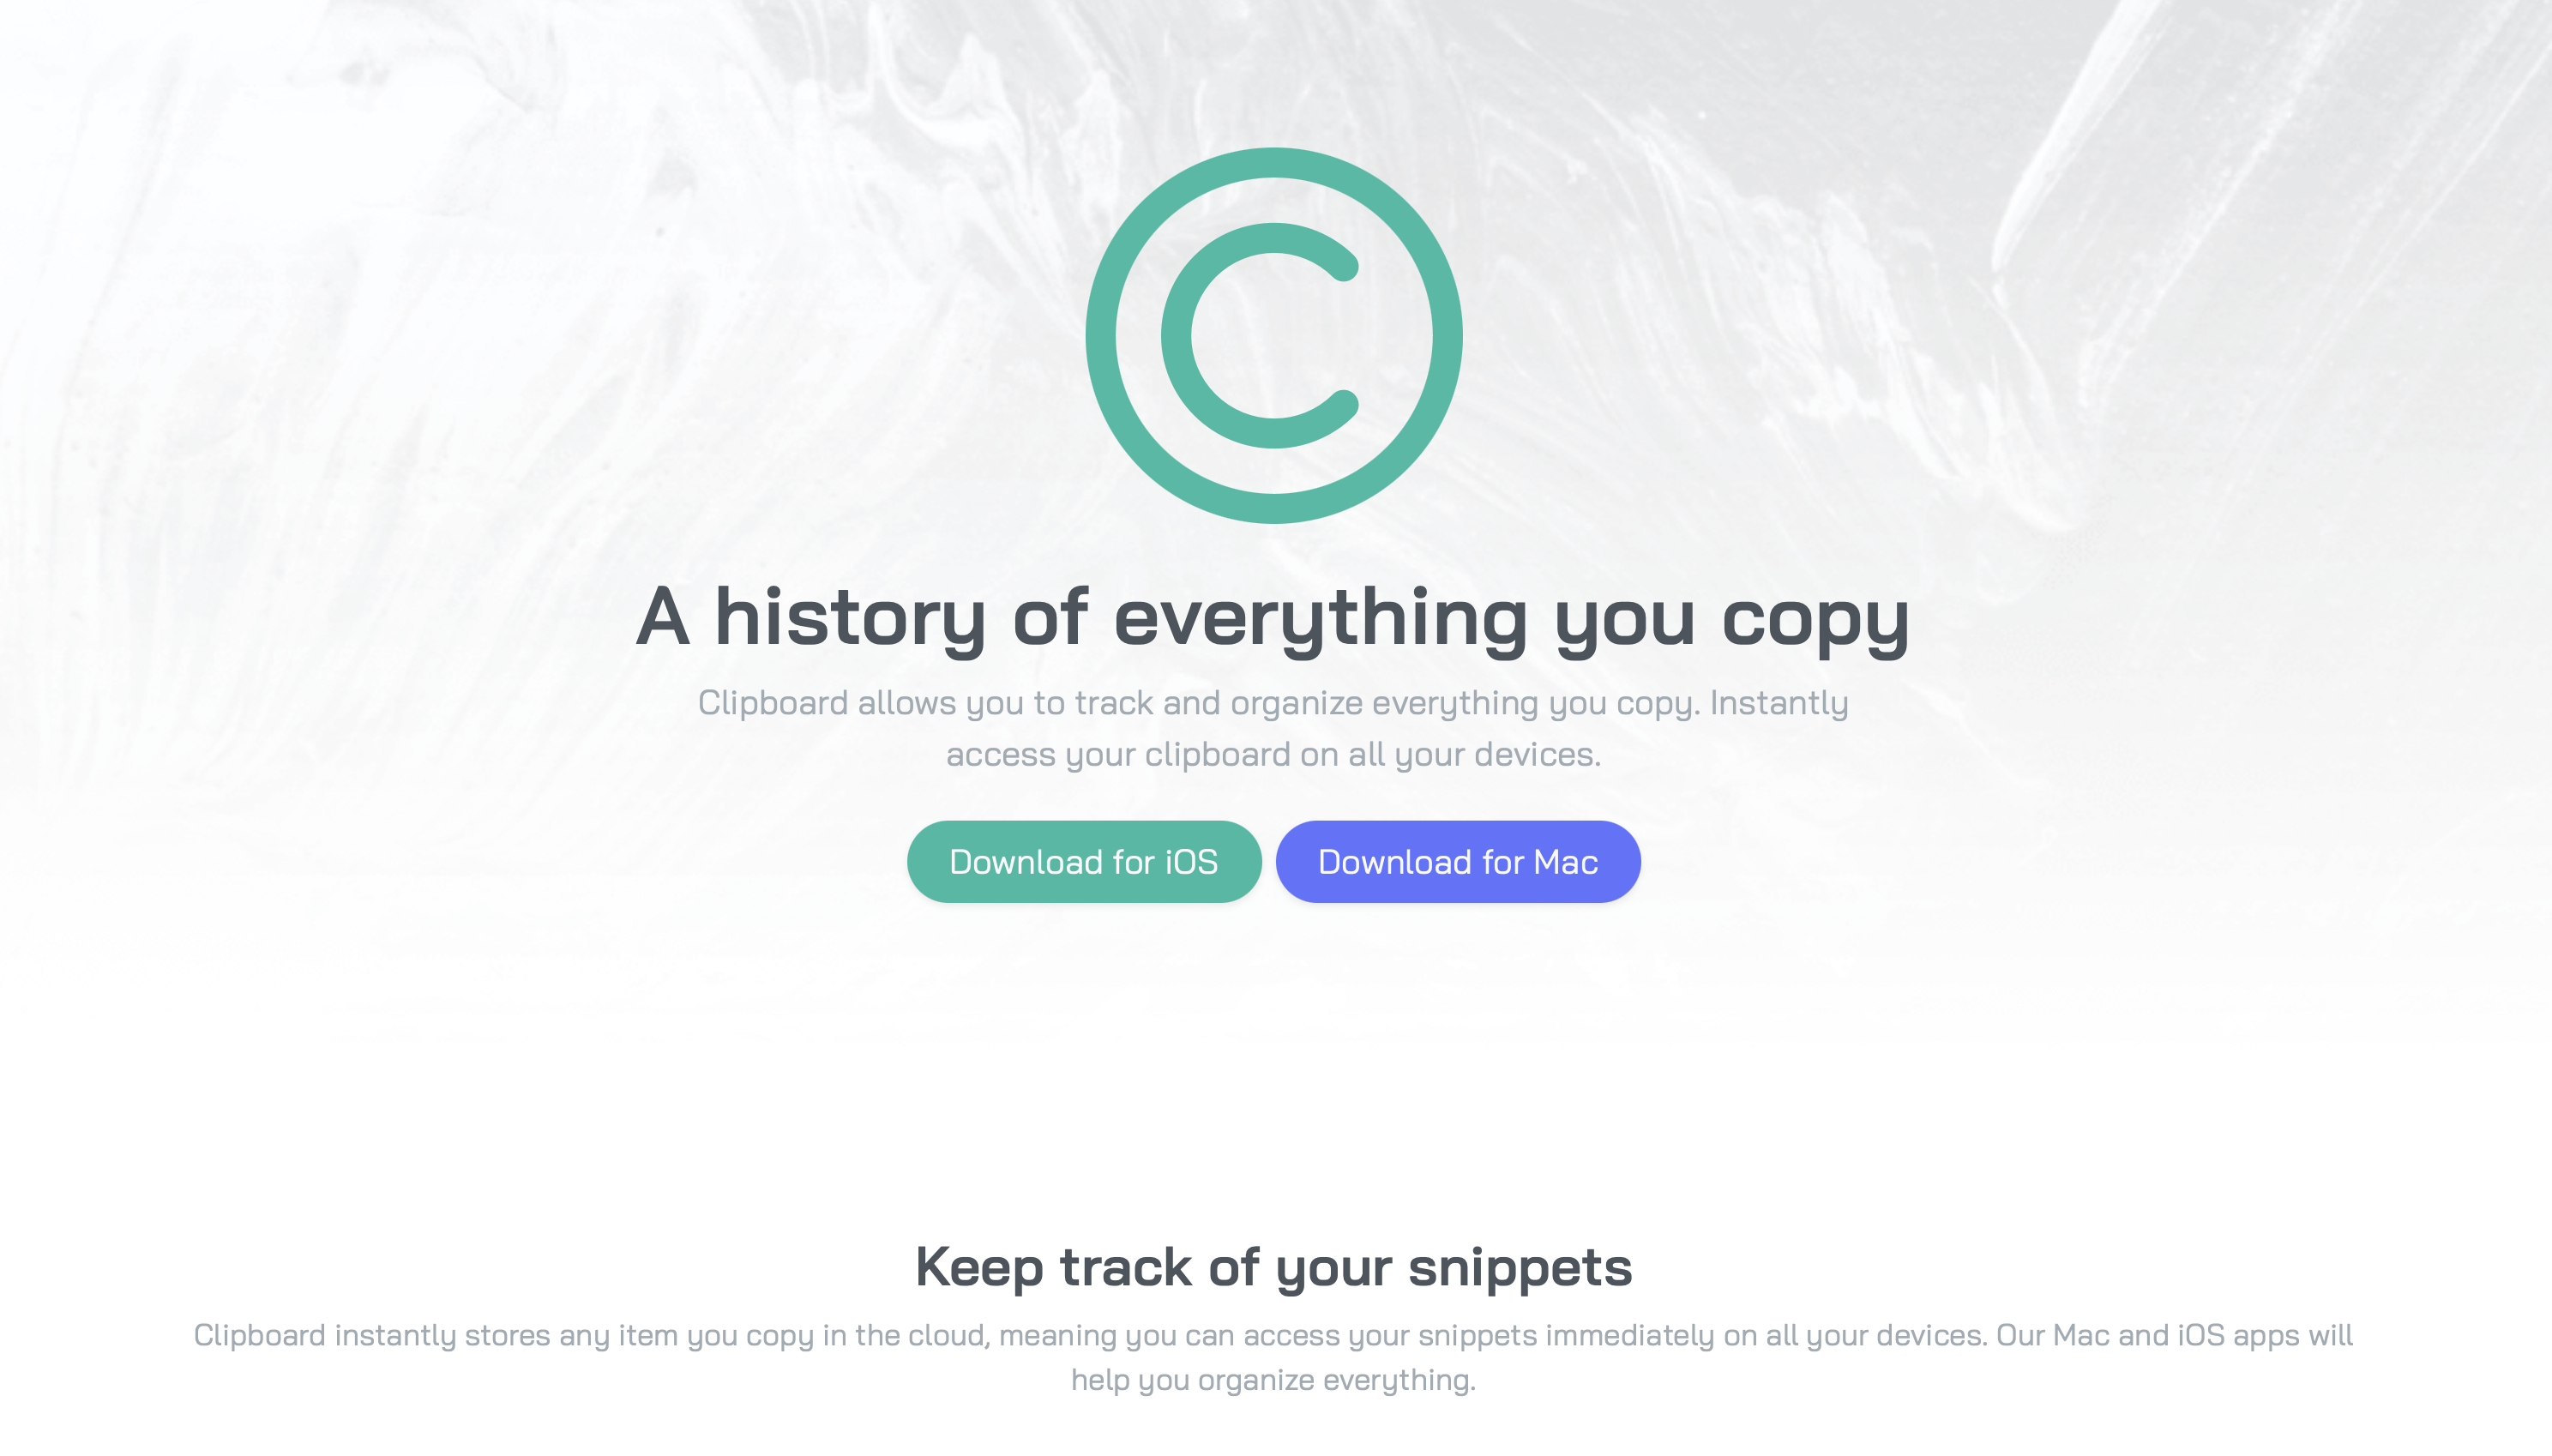 C
A history of everything you copy
Clipboard allows you to track and organize everything you copy. Instantly
access your clipboard on all your devices.
Download for iOS
Download for Mac
Keep track of your snippets
Clipboard instantly stores any item you copy in the cloud, meaning you can access your snippets immediately on all your devices. Our Mac and iOS apps will
help you organize everything.